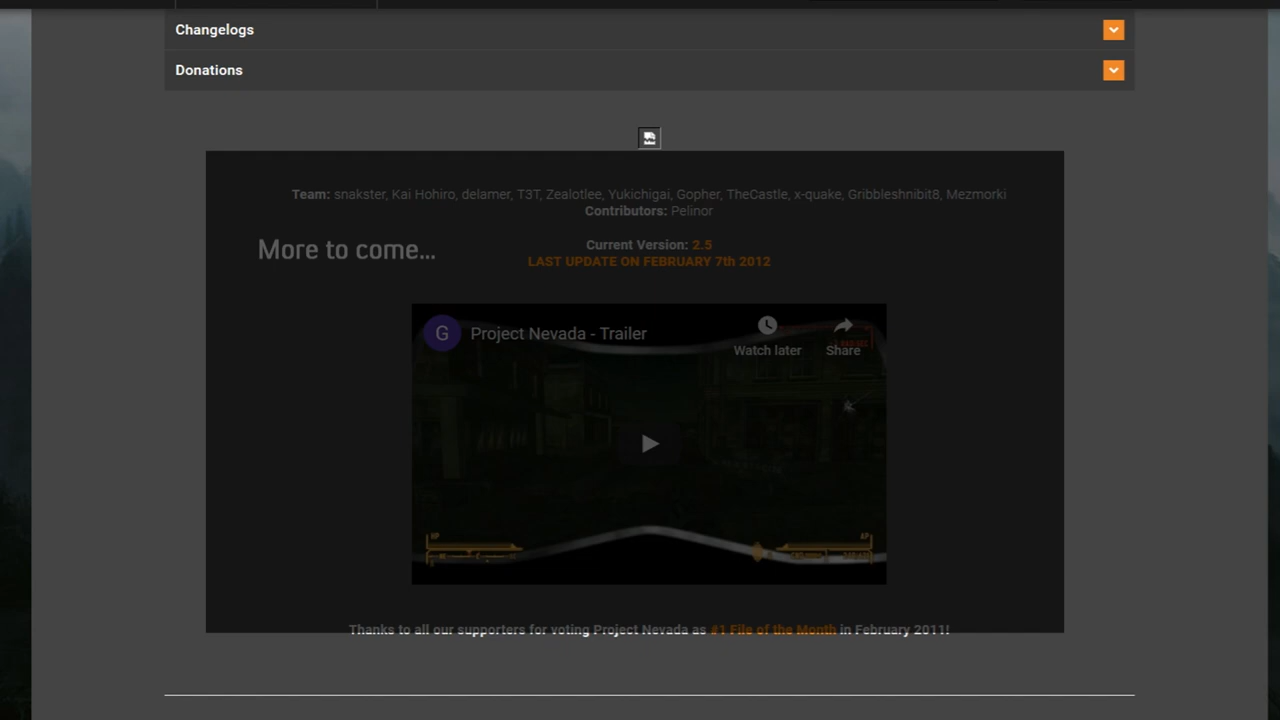 Changelogs
Donations
Team: snakster, Kai Hohiro, delamer, T3T, Zealotlee, Yukichigai, Gopher, TheCastle, x-quake, Gribbleshnibit8, Mezmorki
Contributors: Pelinor
More to come...
Current Version: 2.5
LAST UPDATE ON FEBRUARY 7th 2012
G
Project Nevada - Trailer
Watch later
Share
HP
AP
Thanks to all our supporters for voting Project Nevada as #1 File of the Month in February 2011!